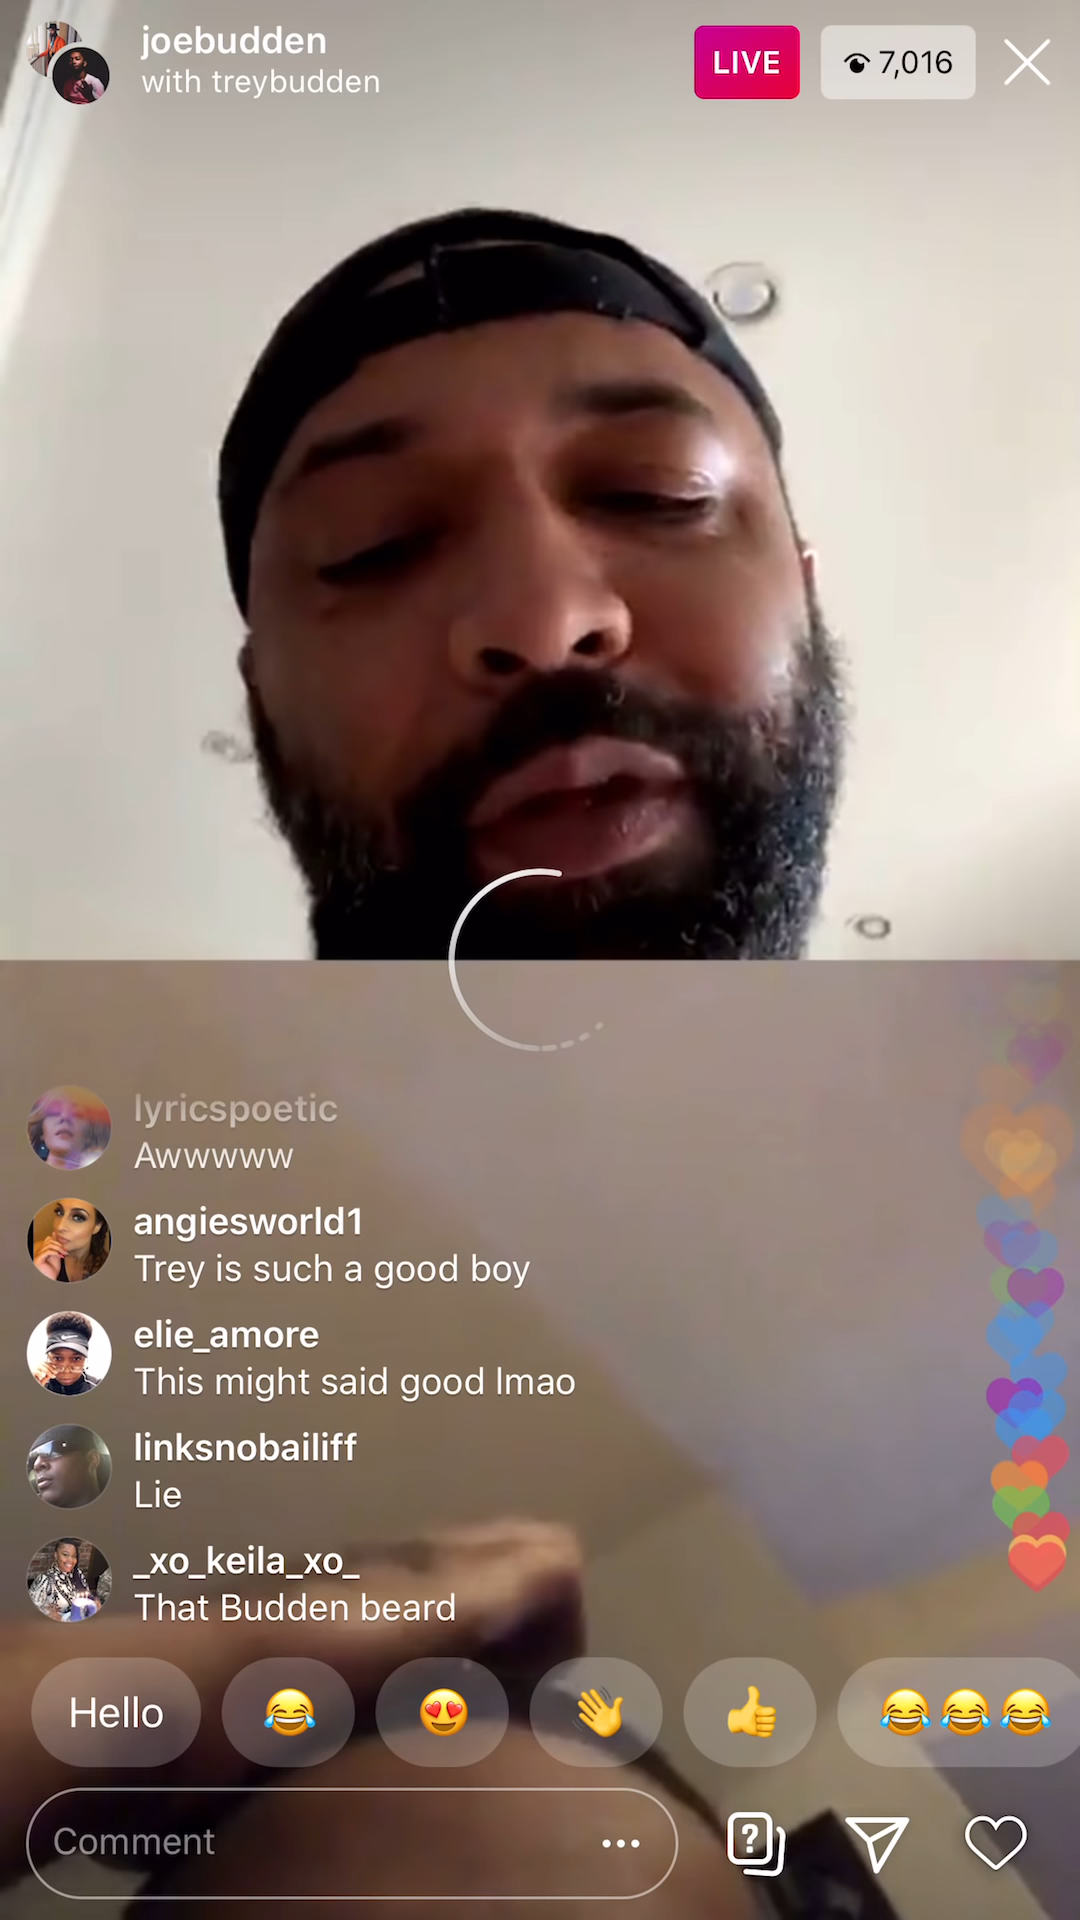 joebudden
with treybudden
LIVE
7,016
lyricspoetic
Awwwww
angiesworld1
Trey is such a good boy
elie_amore
This might said good lmao
linksnobailiff
Lie
_xo_keila_xo_
That Budden beard
Hello
Comment